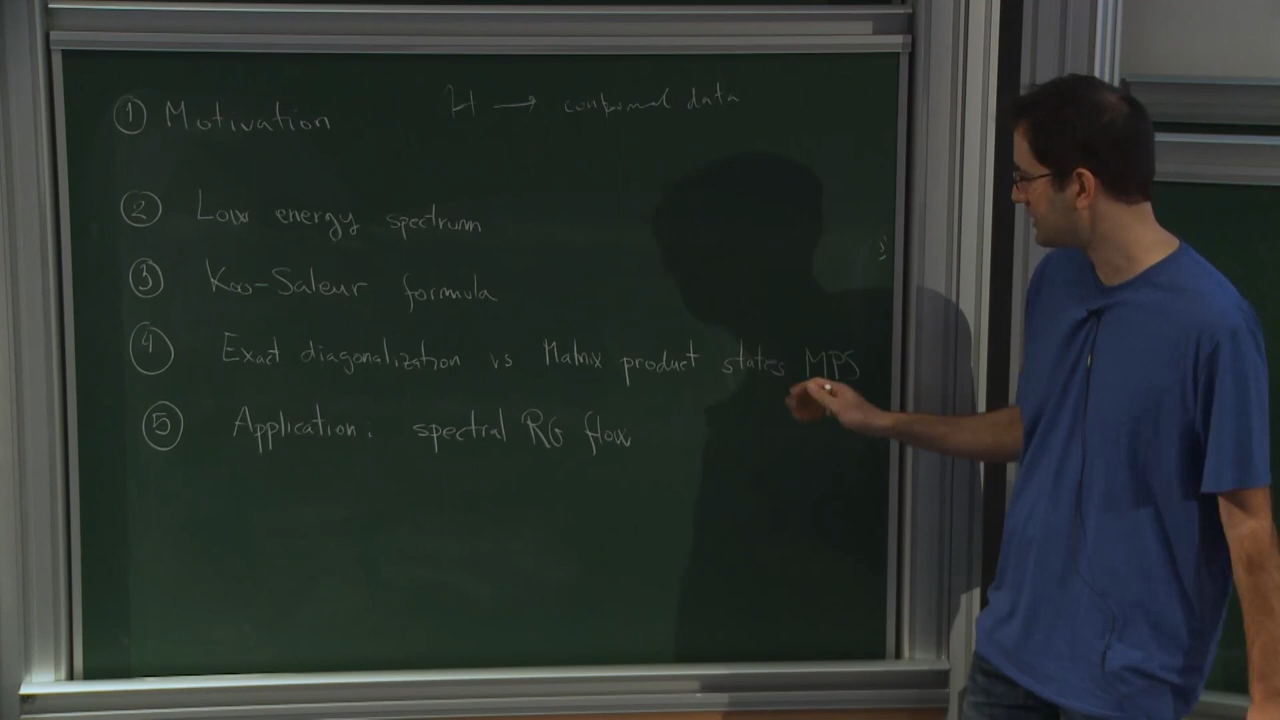 ① Motivation H → conformal data
② Low energy spectrum
③ Koo-Saleur formula
④ Exact diagonalization vs Matrix product states MPS
⑤ Application. spectral RG flow